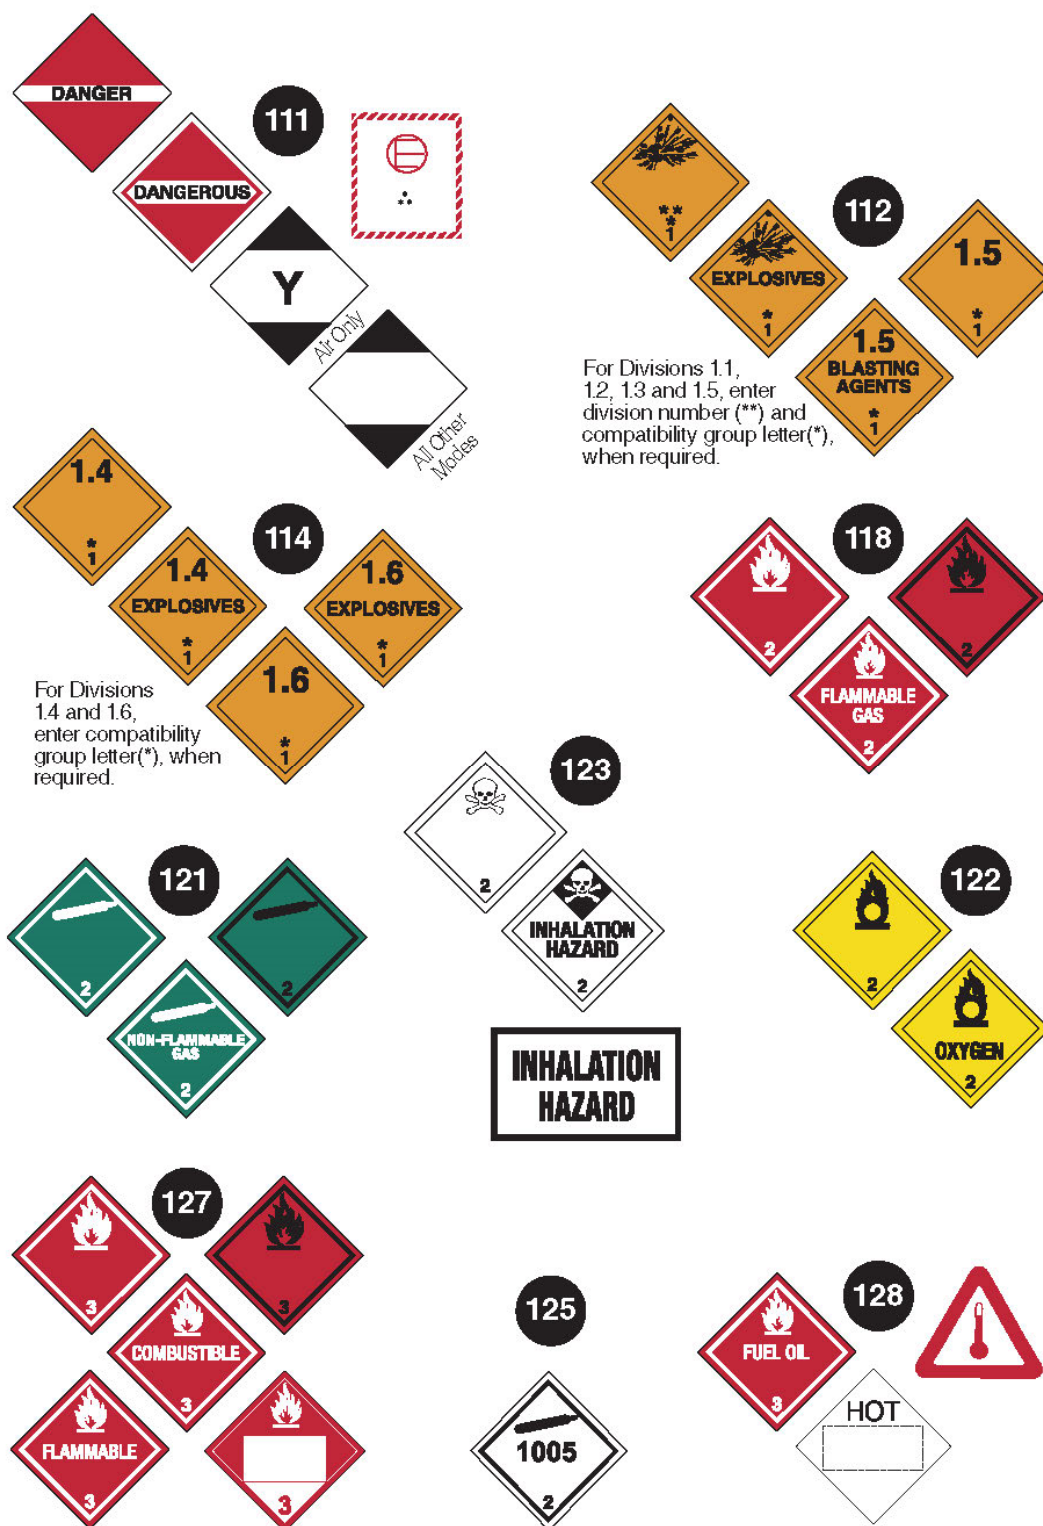 DANGER
111
DANGEROUS
E
**
*
Y
Air Only
All Other
Modes
**
*
1
112
EXPLOSIVES
*
1
1.5
*
1
1.5
BLASTING
AGENTS
*
1
For Divisions 1.1,
1.2, 1.3 and 1.5, enter
division number (**) and
compatibility group letter(*),
when required.
1.4
*
1
114
1.4
EXPLOSIVES
*
1
1.6
EXPLOSIVES
*
1
1.6
*
1
For Divisions
1.4 and 1.6,
enter compatibility
group letter(*), when
required.
118
2
2
FLAMMABLE
GAS
2
123
2
INHALATION
HAZARD
2
INHALATION
HAZARD
121
2
2
NON-FLAMMABLE
GAS
2
122
2
OXYGEN
2
127
3
3
COMBUSTIBLE
3
FLAMMABLE
3
3
125
1005
2
128
FUEL OIL
3
HOT